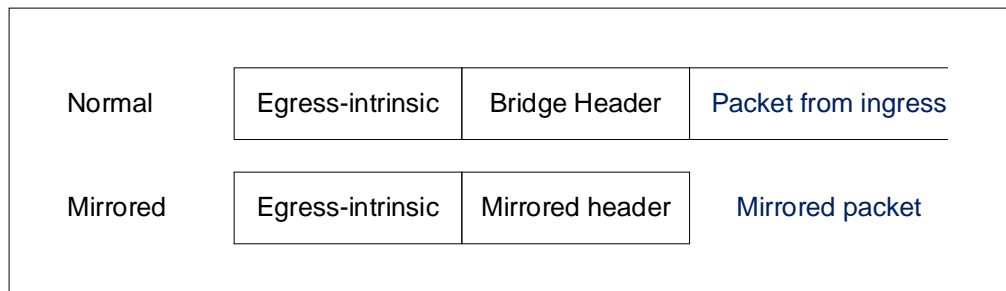 Normal Egress-intrinsic Bridge Header Packet from ingress
Mirrored Egress-intrinsic Mirrored header Mirrored packet